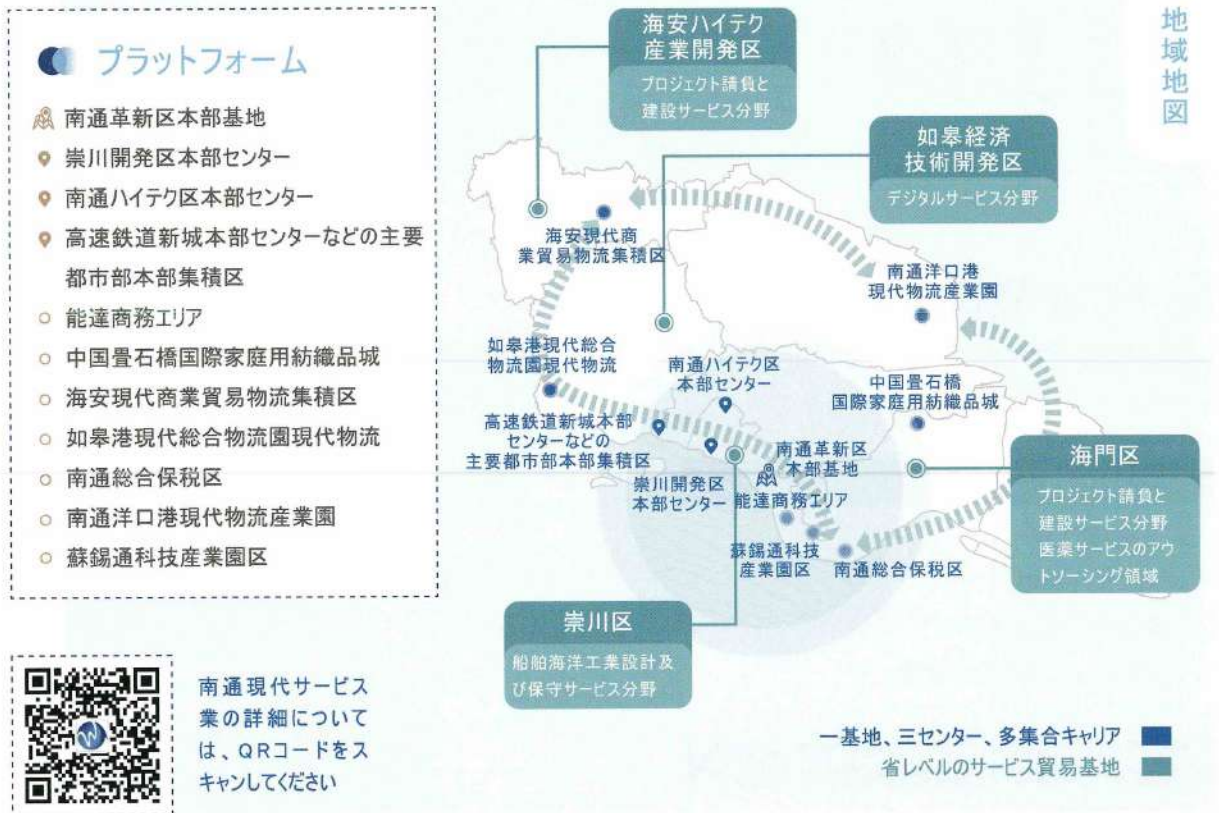 プラットフォーム
南通革新区本部基地
崇川開発区本部センター
南通ハイテク区本部センター
高速鉄道新城本部センターなどの主要
都市部本部集積区
能達商務エリア
中国畳石橋国際家庭用紡織品城
海安現代商業貿易物流集積区
如皋港現代総合物流園現代物流
南通総合保税区
南通洋口港現代物流産業園
蘇錫通科技産業園区
地域地図
海安ハイテク
産業開発区
プロジェクト請負と
建設サービス分野
如皋経済
技術開発区
デジタルサービス分野
海安現代商
業貿易物流集積区
南通洋口港
現代物流産業園
如皋港現代総合
物流園現代物流
南通ハイテク区
本部センター
中国畳石橋
国際家庭用紡織品城
高速鉄道新城本部
センターなどの
主要都市部本部集積区
崇川開発区
本部センター
南通革新区
本部基地
能達商務エリア
蘇錫通科技
産業園区
南通総合保税区
海門区
プロジェクト請負と
建設サービス分野
医薬サービスのアウ
トソーシング領域
崇川区
船舶海洋工業設計及
び保守サービス分野
南通現代サービス
業の詳細について
は、QRコードをス
キャンしてください
一基地、三センター、多集合キャリア
省レベルのサービス貿易基地